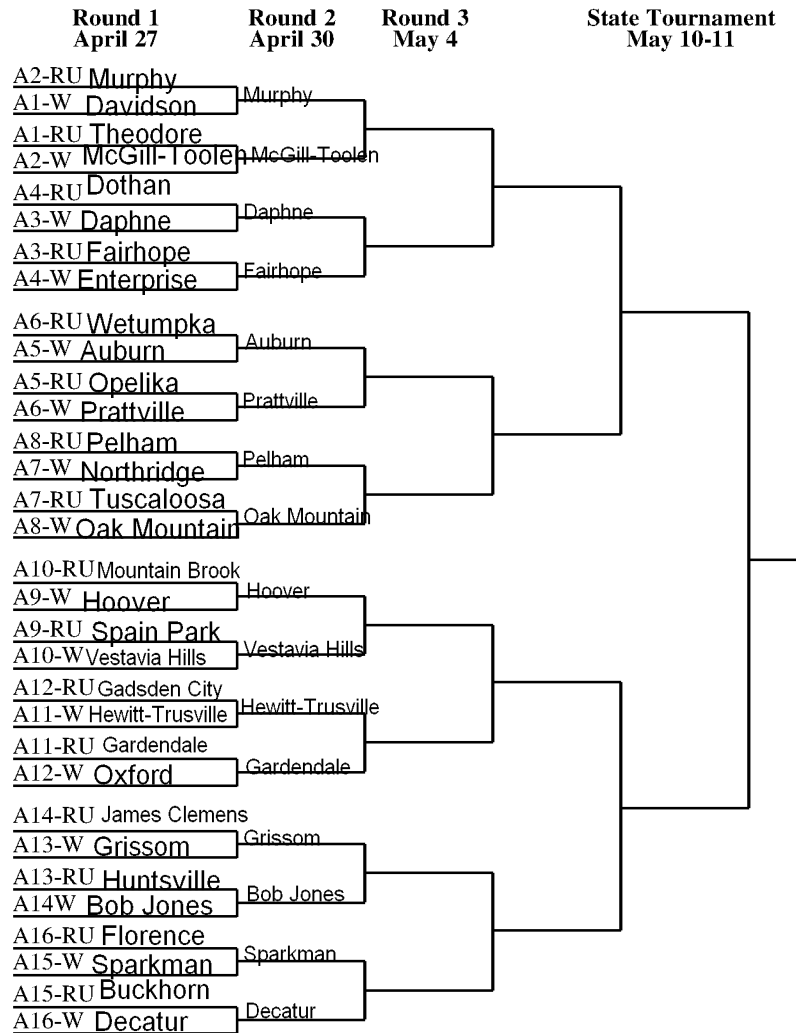 Round 1 Round 2 Round 3 State Tournament
April 27 April 30 May 4 May 10-11
A2-RU Murphy
Murphy
A1-W Davidson
A1-RU Theodore
A2-W McGill-Toolen McGill-Toolen
A4-RU Dothan
Daphne
A3-W Daphne
A3-RU Fairhope
Fairhope
A4-W Enterprise
A6-RU Wetumpka
Auburn
A5-W Auburn
A5-RU Opelika
Prattville
A6-W Prattville
A8-RU Pelham
Pelham
A7-W Northridge
A7-RU Tuscaloosa
Oak Mountain
A8-W Oak Mountain
A10-RU Mountain Brook
Hoover
A9-W Hoover
A9-RU Spain Park
Vestavia Hills
A10-W Vestavia Hills
A12-RU Gadsden City
Hewitt-Trusville
A11-W Hewitt-Trusville
A11-RU Gardendale
Gardendale
A12-W Oxford
A14-RU James Clemens
Grissom
A13-W Grissom
A13-RU Huntsville
Bob Jones
A14W Bob Jones
A16-RU Florence
Sparkman
A15-W Sparkman
A15-RU Buckhorn
Decatur
A16-W Decatur